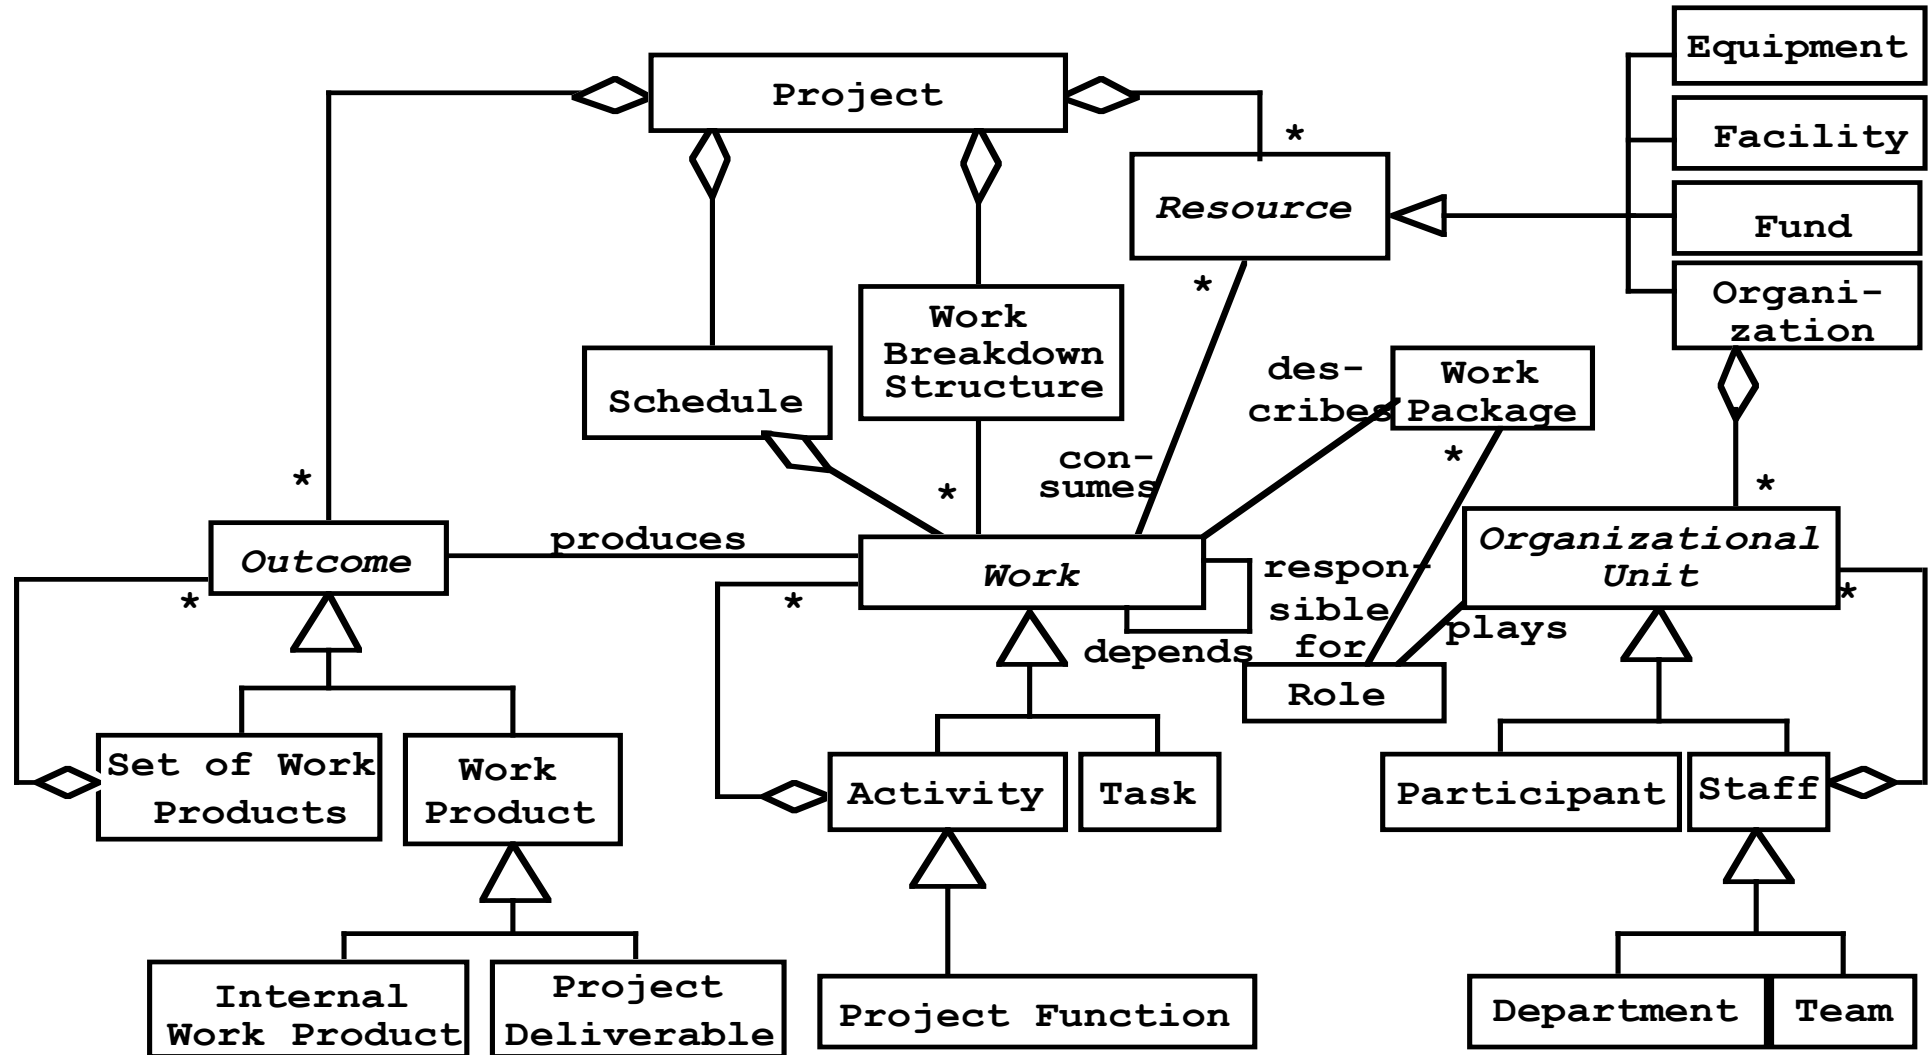 Equipment
Project
Facility
*
Resource
Fund
*
Organi-
zation
Work
Breakdown
Structure
Schedule
des-
cribes
Work
Package
con-
sumes
*
*
*
*
produces
Outcome
Work
Organizational
Unit
*
*
*
respon-
sible
for
depends
plays
Role
Set of Work
Products
Work
Product
Activity
Task
Participant
Staff
Internal
Work Product
Project
Deliverable
Project Function
Department
Team